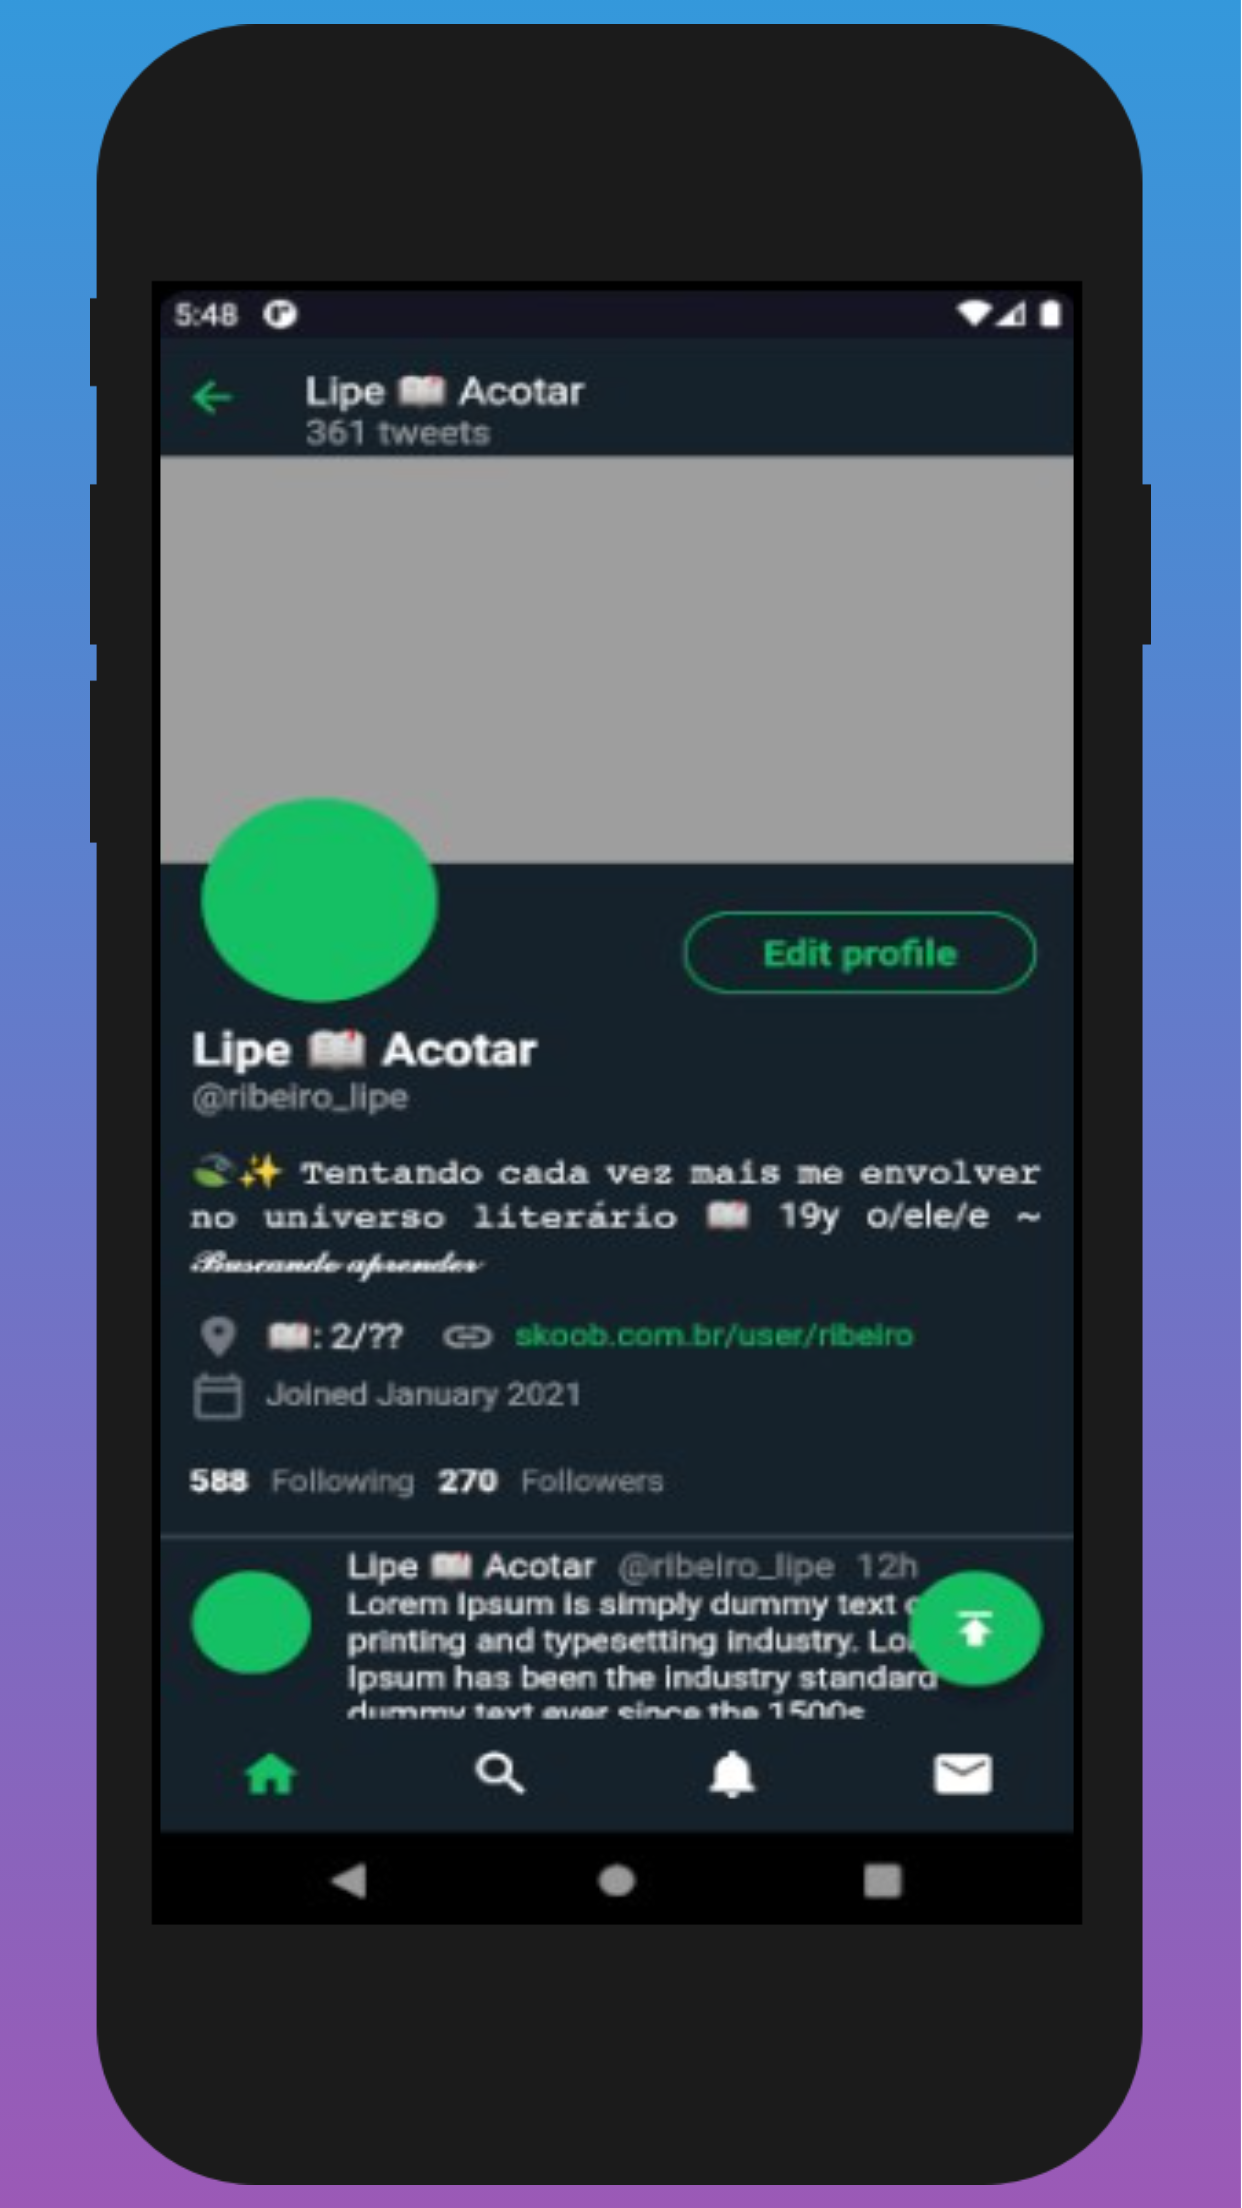 5:48
Lipe 📖 Acotar
361 tweets
Edit profile
Lipe 📖 Acotar
@ribeiro_lipe
🍃✨ Tentando cada vez mais me envolver
no universo literário 📖 19y o/ele/e ~
𝓑𝓾𝓼𝓬𝓪𝓷𝓭𝓸 𝓪𝓹𝓻𝓮𝓷𝓭𝓮𝓻
📖: 2/?? skoob.com.br/user/ribeiro
Joined January 2021
588 Following 270 Followers
Lipe 📖 Acotar @ribeiro_lipe 12h
Lorem Ipsum is simply dummy text
printing and typesetting industry.
Ipsum has been the industry standard
dummy text ever since the 1500s